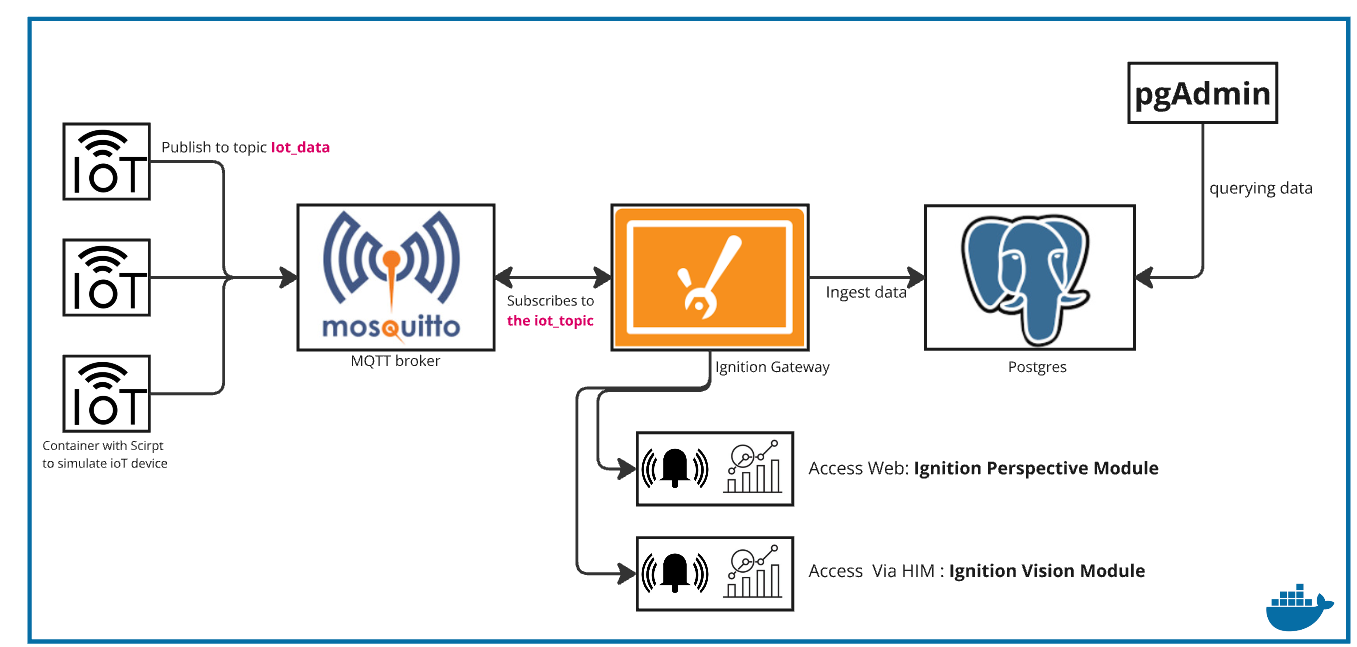 pgAdmin
IoT
Publish to topic Iot_data
querying data
IoT
mosquitto
Subscribes to
the iot_topic
Ingest data
MQTT broker
Ignition Gateway
Postgres
IoT
Container with Scirpt
to simulate ioT device
Access Web: Ignition Perspective Module
Access Via HIM : Ignition Vision Module